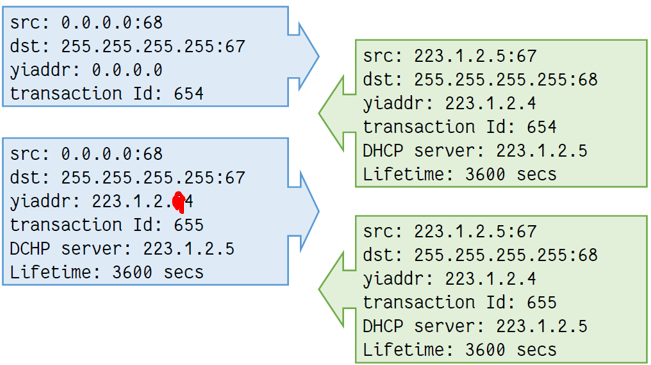 src: 0.0.0.0:68
dst: 255.255.255.255:67
yiaddr: 0.0.0.0
transaction Id: 654
src: 223.1.2.5:67
dst: 255.255.255.255:68
yiaddr: 223.1.2.4
transaction Id: 654
DHCP server: 223.1.2.5
Lifetime: 3600 secs
src: 0.0.0.0:68
dst: 255.255.255.255:67
yiaddr: 223.1.2.4
transaction Id: 655
DCHP server: 223.1.2.5
Lifetime: 3600 secs
src: 223.1.2.5:67
dst: 255.255.255.255:68
yiaddr: 223.1.2.4
transaction Id: 655
DHCP server: 223.1.2.5
Lifetime: 3600 secs